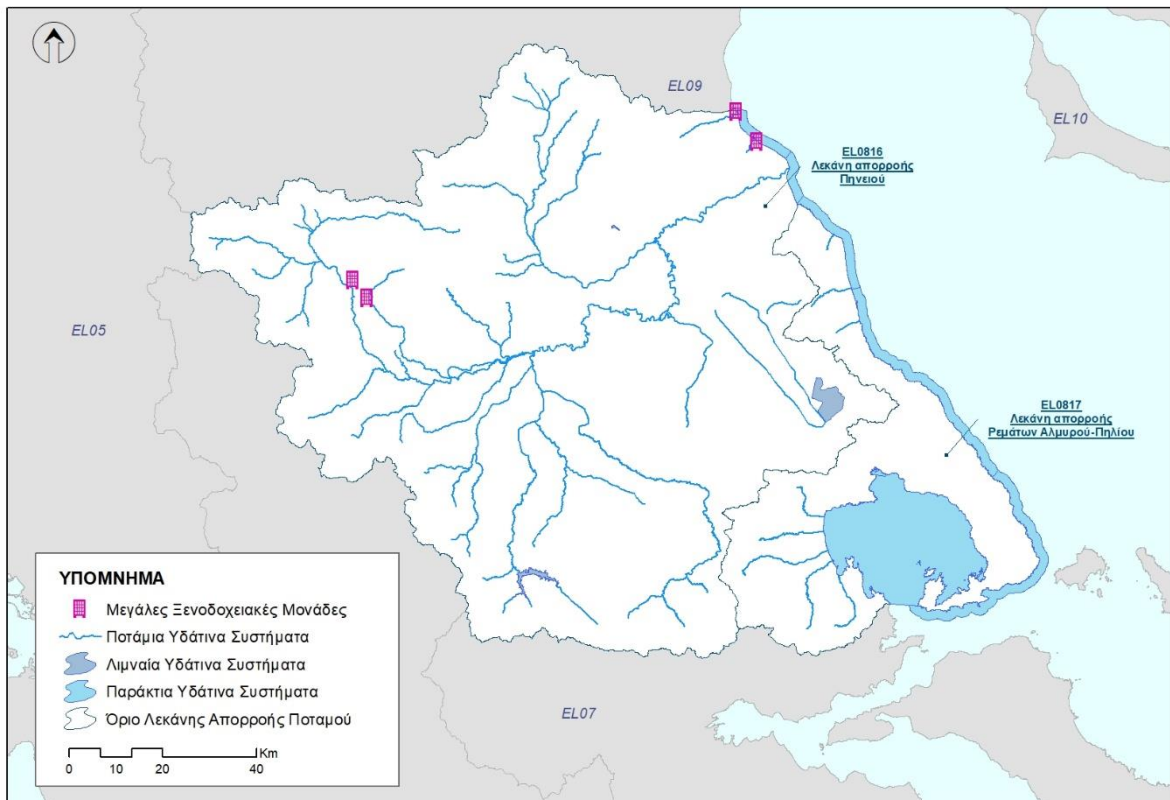 EL09
EL10
EL0816
Λεκάνη απορροής
Πηνειού
EL05
EL0817
Λεκάνη απορροής
Ρεμάτων Αλμυρού-Πηλίου
EL07
ΥΠΟΜΝΗΜΑ
Μεγάλες Ξενοδοχειακές Μονάδες
Ποτάμια Υδάτινα Συστήματα
Λιμναία Υδάτινα Συστήματα
Παράκτια Υδάτινα Συστήματα
Όριο Λεκάνης Απορροής Ποταμού
Km
0 10 20 40